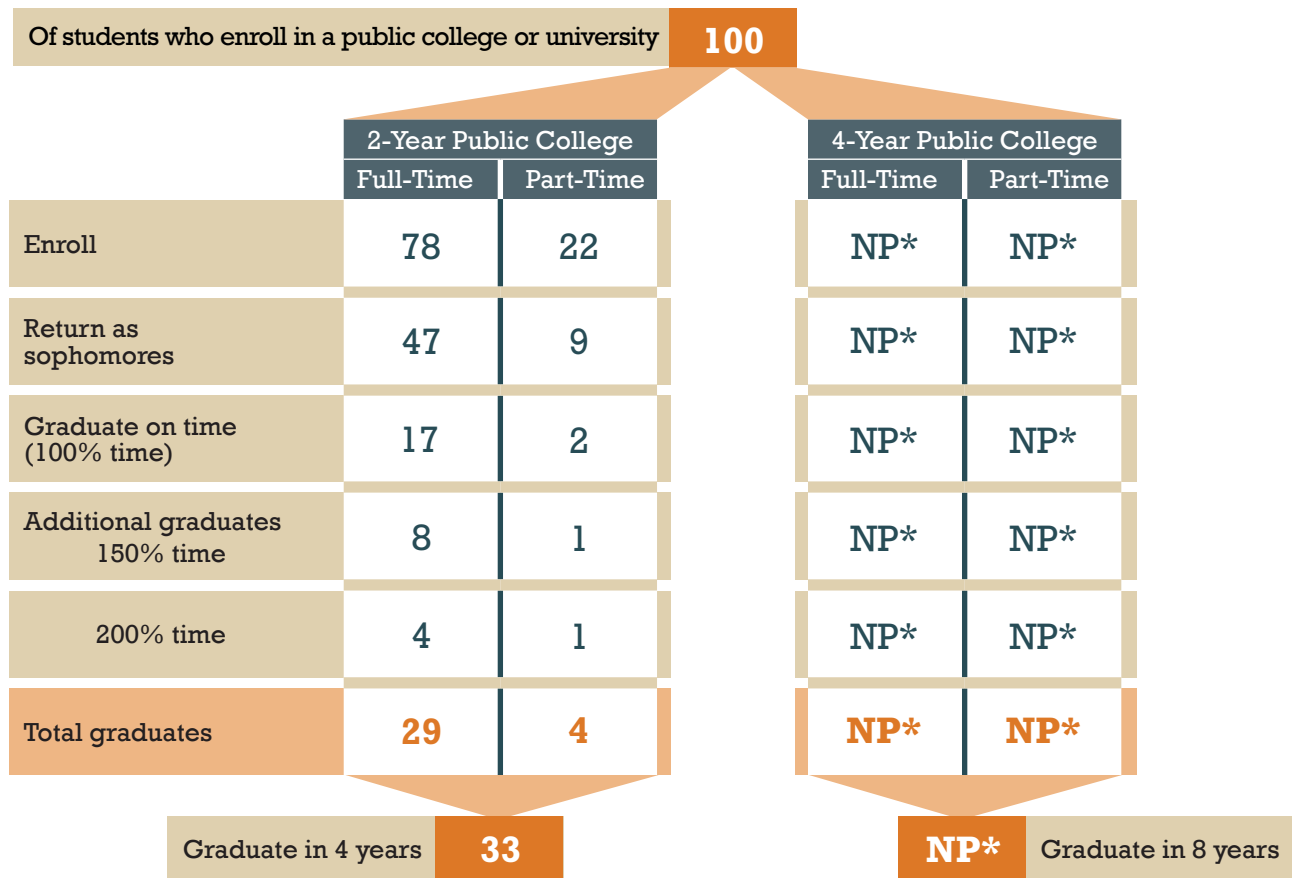 Of students who enroll in a public college or university 100
2-Year Public College 4-Year Public College
Full-Time Part-Time Full-Time Part-Time
Enroll 78 22 NP* NP*
Return as
sophomores 47 9 NP* NP*
Graduate on time
(100% time) 17 2 NP* NP*
Additional graduates
150% time 8 1 NP* NP*
200% time 4 1 NP* NP*
Total graduates 29 4 NP* NP*
Graduate in 4 years 33 NP* Graduate in 8 years